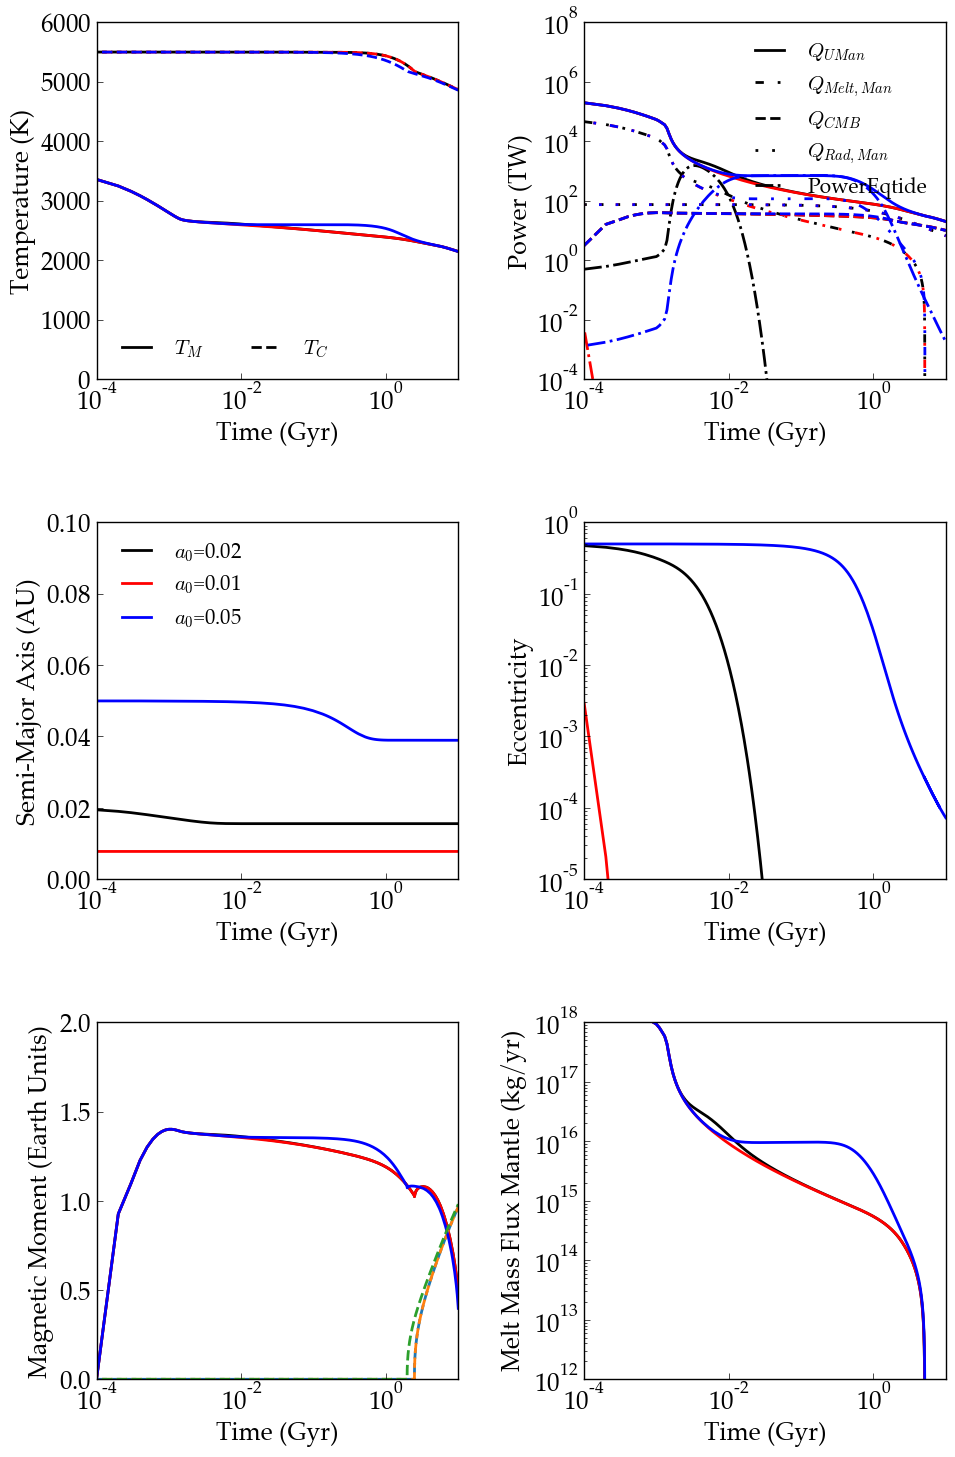 6000
5000
4000
3000
2000
1000
0
Temperature (K)
T_M
T_C
10^-4
10^-2
10^0
Time (Gyr)
10^8
10^6
10^4
10^2
10^0
10^-2
10^-4
Power (TW)
Q_UMan
Q_Melt,Man
Q_CMB
Q_Rad,Man
PowerEqtide
10^-4
10^-2
10^0
Time (Gyr)
0.10
0.08
0.06
0.04
0.02
0.00
Semi-Major Axis (AU)
a_0=0.02
a_0=0.01
a_0=0.05
10^-4
10^-2
10^0
Time (Gyr)
10^0
10^-1
10^-2
10^-3
10^-4
10^-5
Eccentricity
10^-4
10^-2
10^0
Time (Gyr)
2.0
1.5
1.0
0.5
0.0
Magnetic Moment (Earth Units)
10^-4
10^-2
10^0
Time (Gyr)
10^18
10^17
10^16
10^15
10^14
10^13
10^12
Melt Mass Flux Mantle (kg/yr)
10^-4
10^-2
10^0
Time (Gyr)